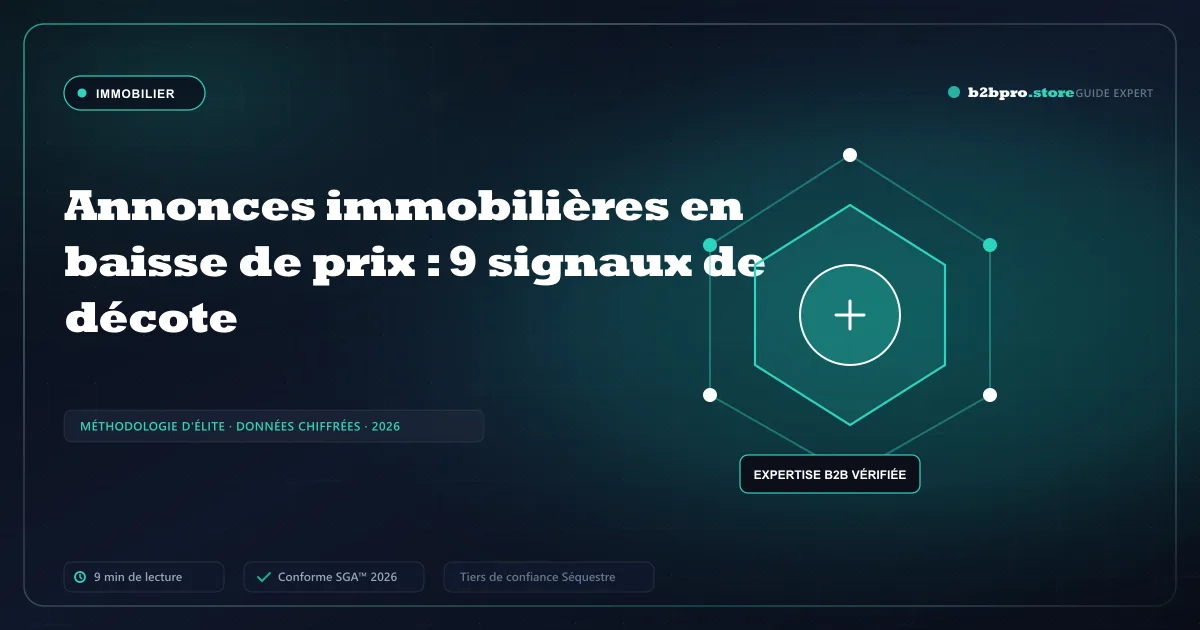 IMMOBILIER
b2bpro.store GUIDE EXPERT
Annonces immobilières en
baisse de prix : 9 signaux de
décote
MÉTHODOLOGIE D'ÉLITE · DONNÉES CHIFFRÉES · 2026
EXPERTISE B2B VÉRIFIÉE
9 min de lecture
Conforme SGA™ 2026
Tiers de confiance Séquestre